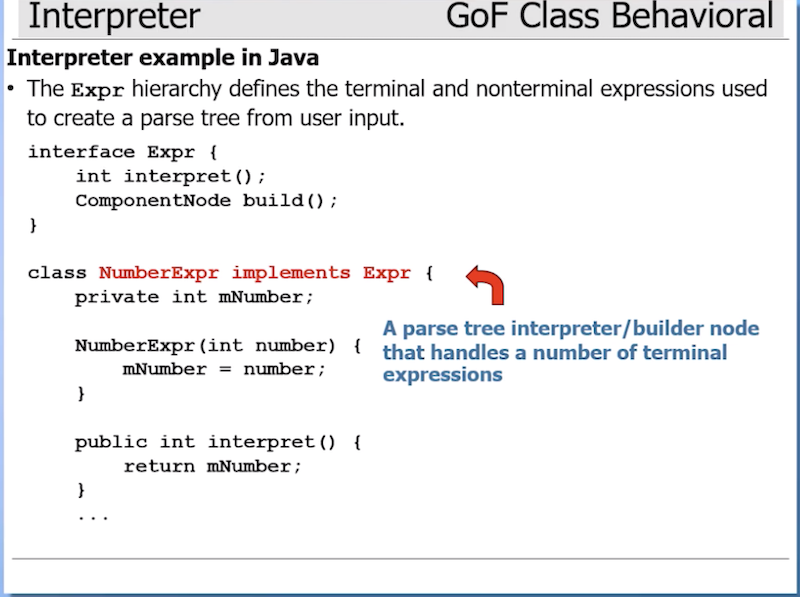 Interpreter GoF Class Behavioral
Interpreter example in Java
• The Expr hierarchy defines the terminal and nonterminal expressions used
to create a parse tree from user input.
interface Expr {
int interpret();
ComponentNode build();
}
class NumberExpr implements Expr {
private int mNumber;
NumberExpr(int number) {
mNumber = number;
}
public int interpret() {
return mNumber;
}
...
A parse tree interpreter/builder node
that handles a number of terminal
expressions